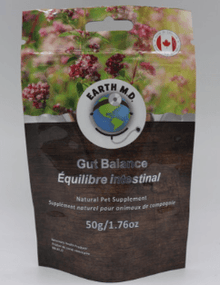 EARTH M.D.
Gut Balance
Équilibre intestinal
Natural Pet Supplement
Supplément naturel pour animaux de compagnie
50g/1.76oz